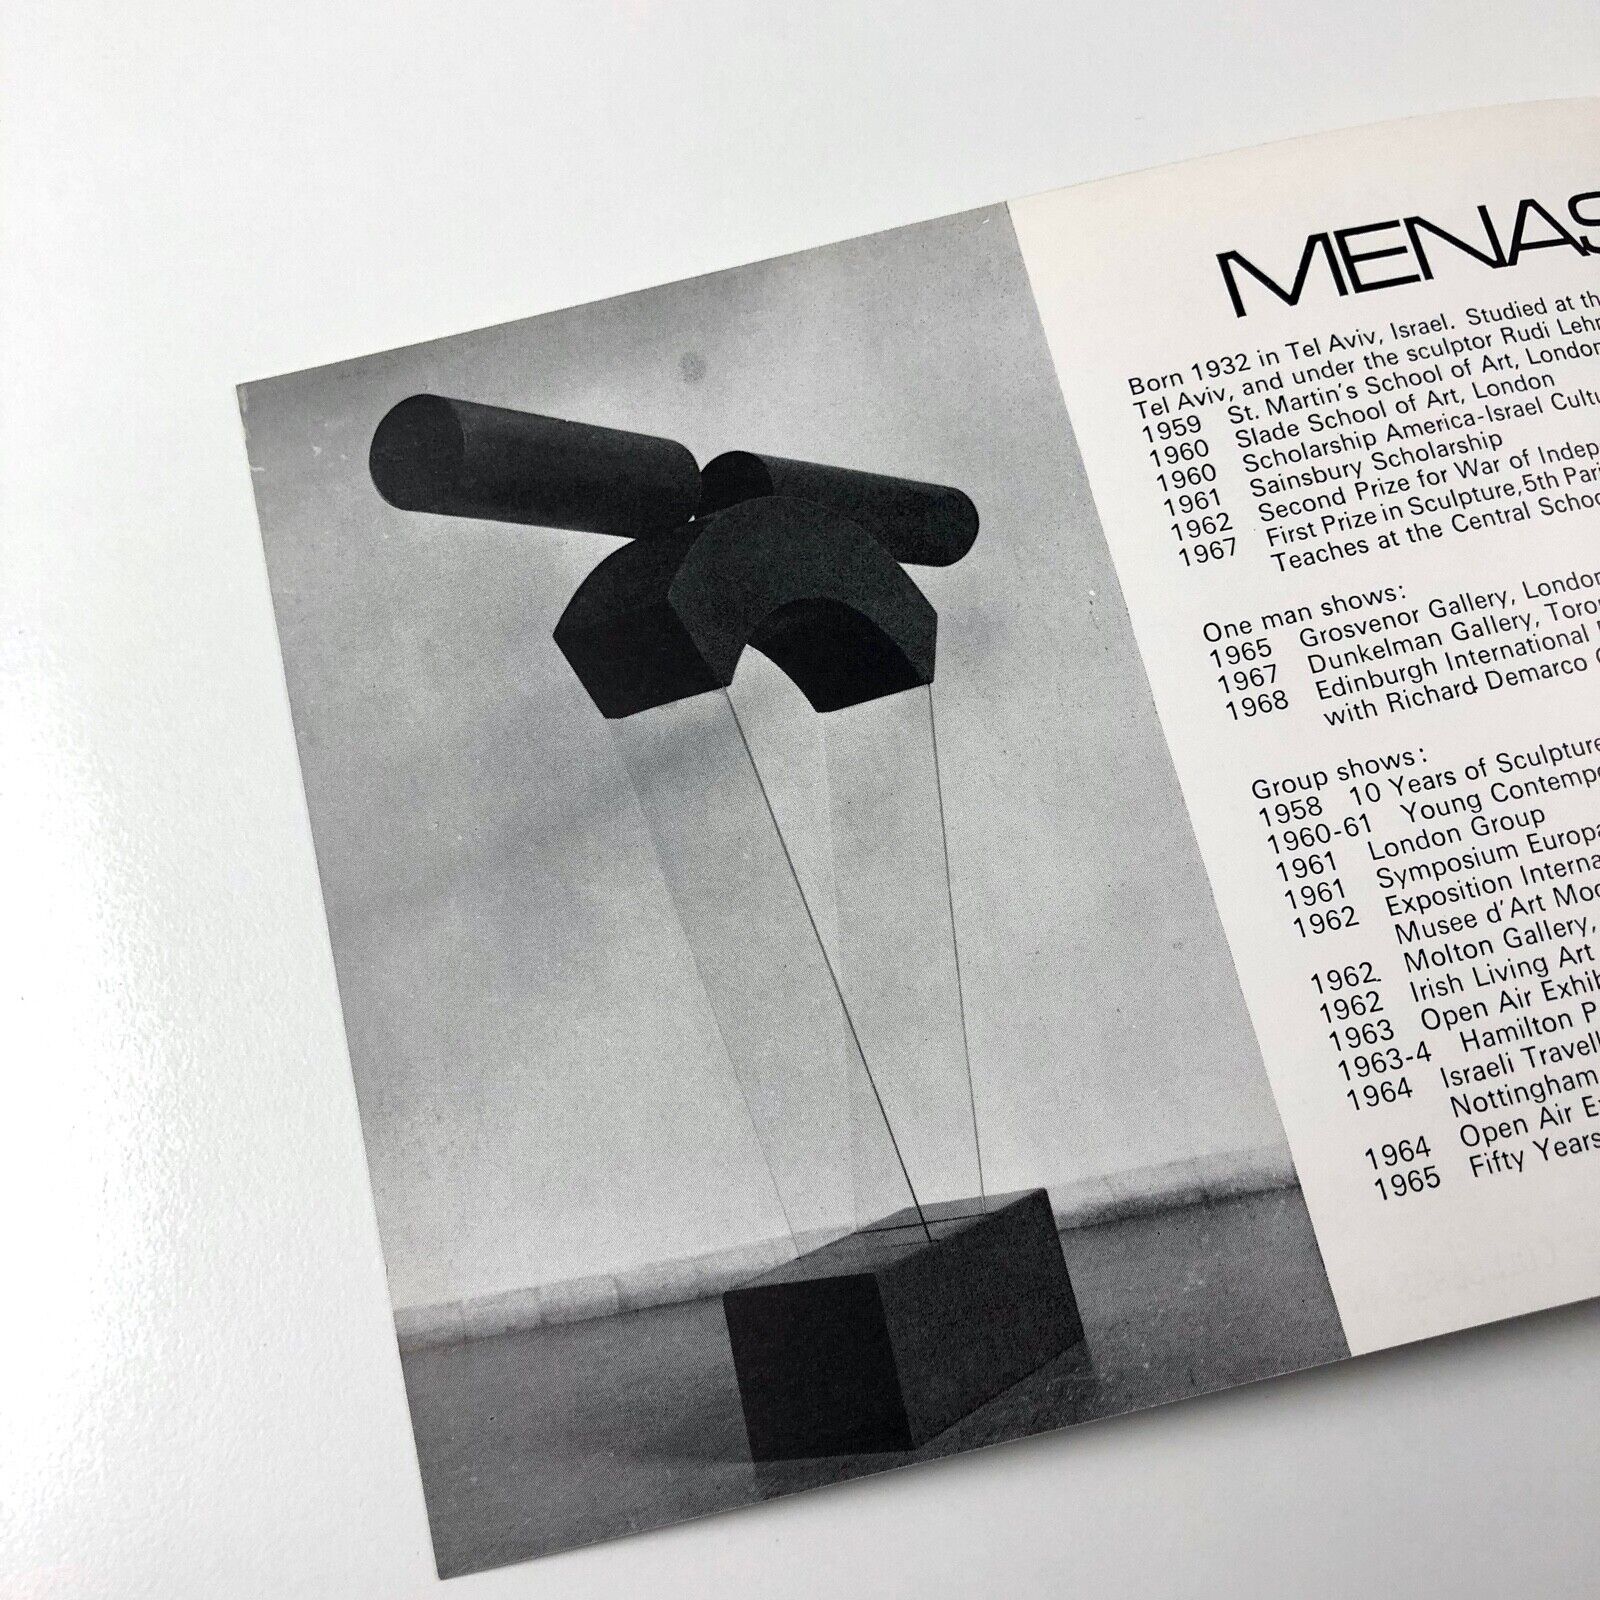 MENAS
Born 1932 in Tel Aviv, Israel. Studied at th
Tel Aviv, and under the sculptor Rudi Lehm
1959 St. Martin's School of Art, London
1960 Slade School of Art, London
1960 Scholarship America-Israel Cultu
1961 Sainsbury Scholarship
1962 Second Prize for War of Indep
1967 First Prize in Sculpture, 5th Pari
Teaches at the Central Schoo
One man shows:
1965 Grosvenor Gallery, London
1967 Dunkelman Gallery, Toron
1968 Edinburgh International
with Richard Demarco
Group shows:
1958 10 Years of Sculpture
1960-61 Young Contempo
1961 London Group
1961 Symposium Europa
1962 Exposition Interna
Musee d'Art Mod
1962 Molton Gallery,
1962 Irish Living Art
1963 Open Air Exhib
1963-4 Hamilton P
1964 Israeli Travell
Nottingham
1964 Open Air Ex
1965 Fifty Years